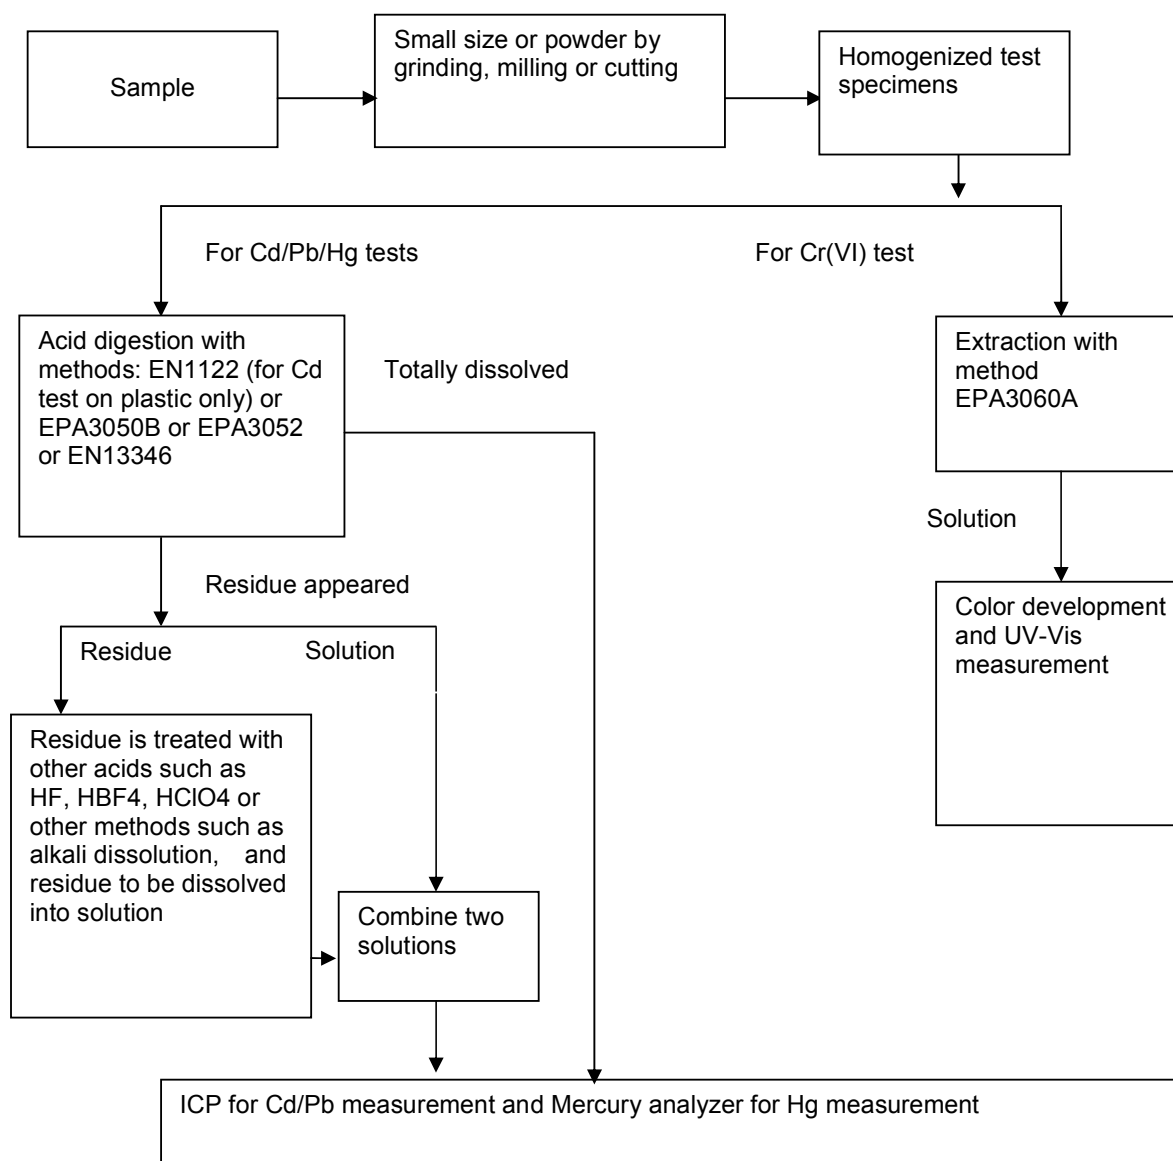 Sample
Small size or powder by
grinding, milling or cutting
Homogenized test
specimens
For Cd/Pb/Hg tests
For Cr(VI) test
Acid digestion with
methods: EN1122 (for Cd
test on plastic only) or
EPA3050B or EPA3052
or EN13346
Totally dissolved
Extraction with
method
EPA3060A
Solution
Residue appeared
Color development
and UV-Vis
measurement
Residue
Solution
Residue is treated with
other acids such as
HF, HBF4, HClO4 or
other methods such as
alkali dissolution, and
residue to be dissolved
into solution
Combine two
solutions
ICP for Cd/Pb measurement and Mercury analyzer for Hg measurement